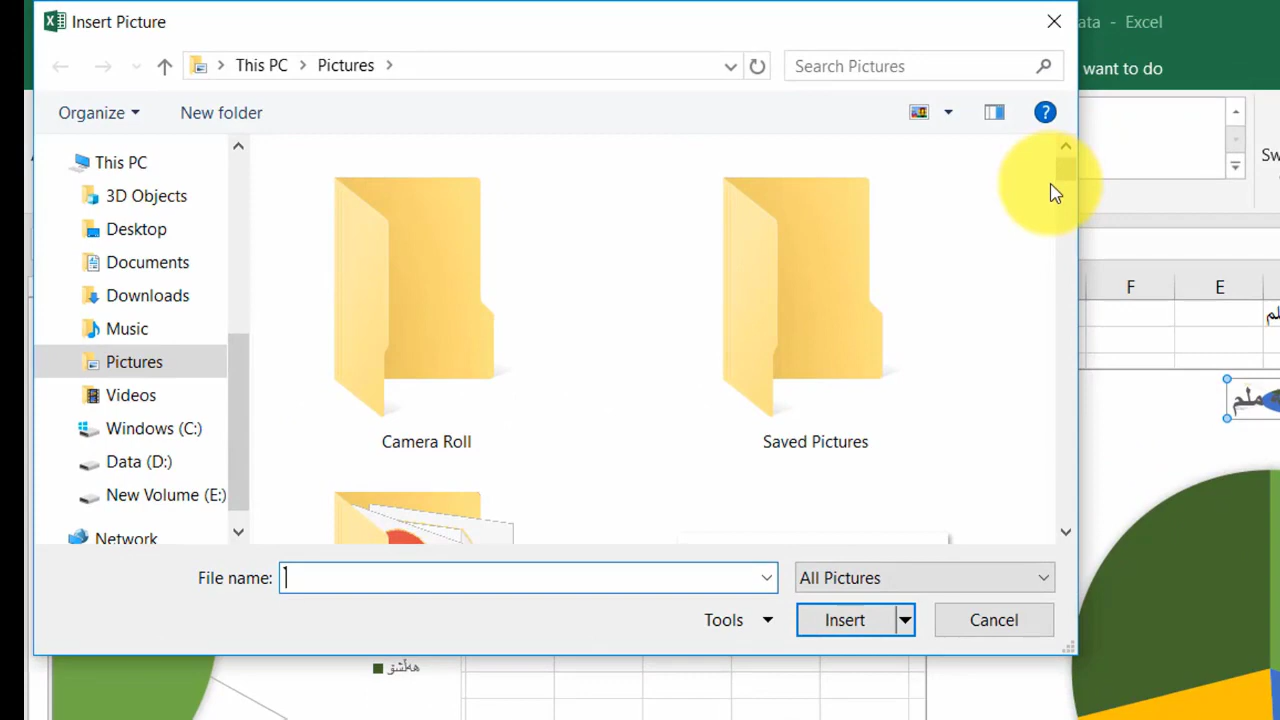 Insert Picture
ata - Excel
This PC
Pictures
Search Pictures
want to do
Organize
New folder
This PC
3D Objects
Desktop
Documents
Downloads
Music
Pictures
Videos
Windows (C:)
Data (D:)
New Volume (E:)
Network
Camera Roll
Saved Pictures
F
E
ملم
File name:
All Pictures
Tools
Insert
Cancel